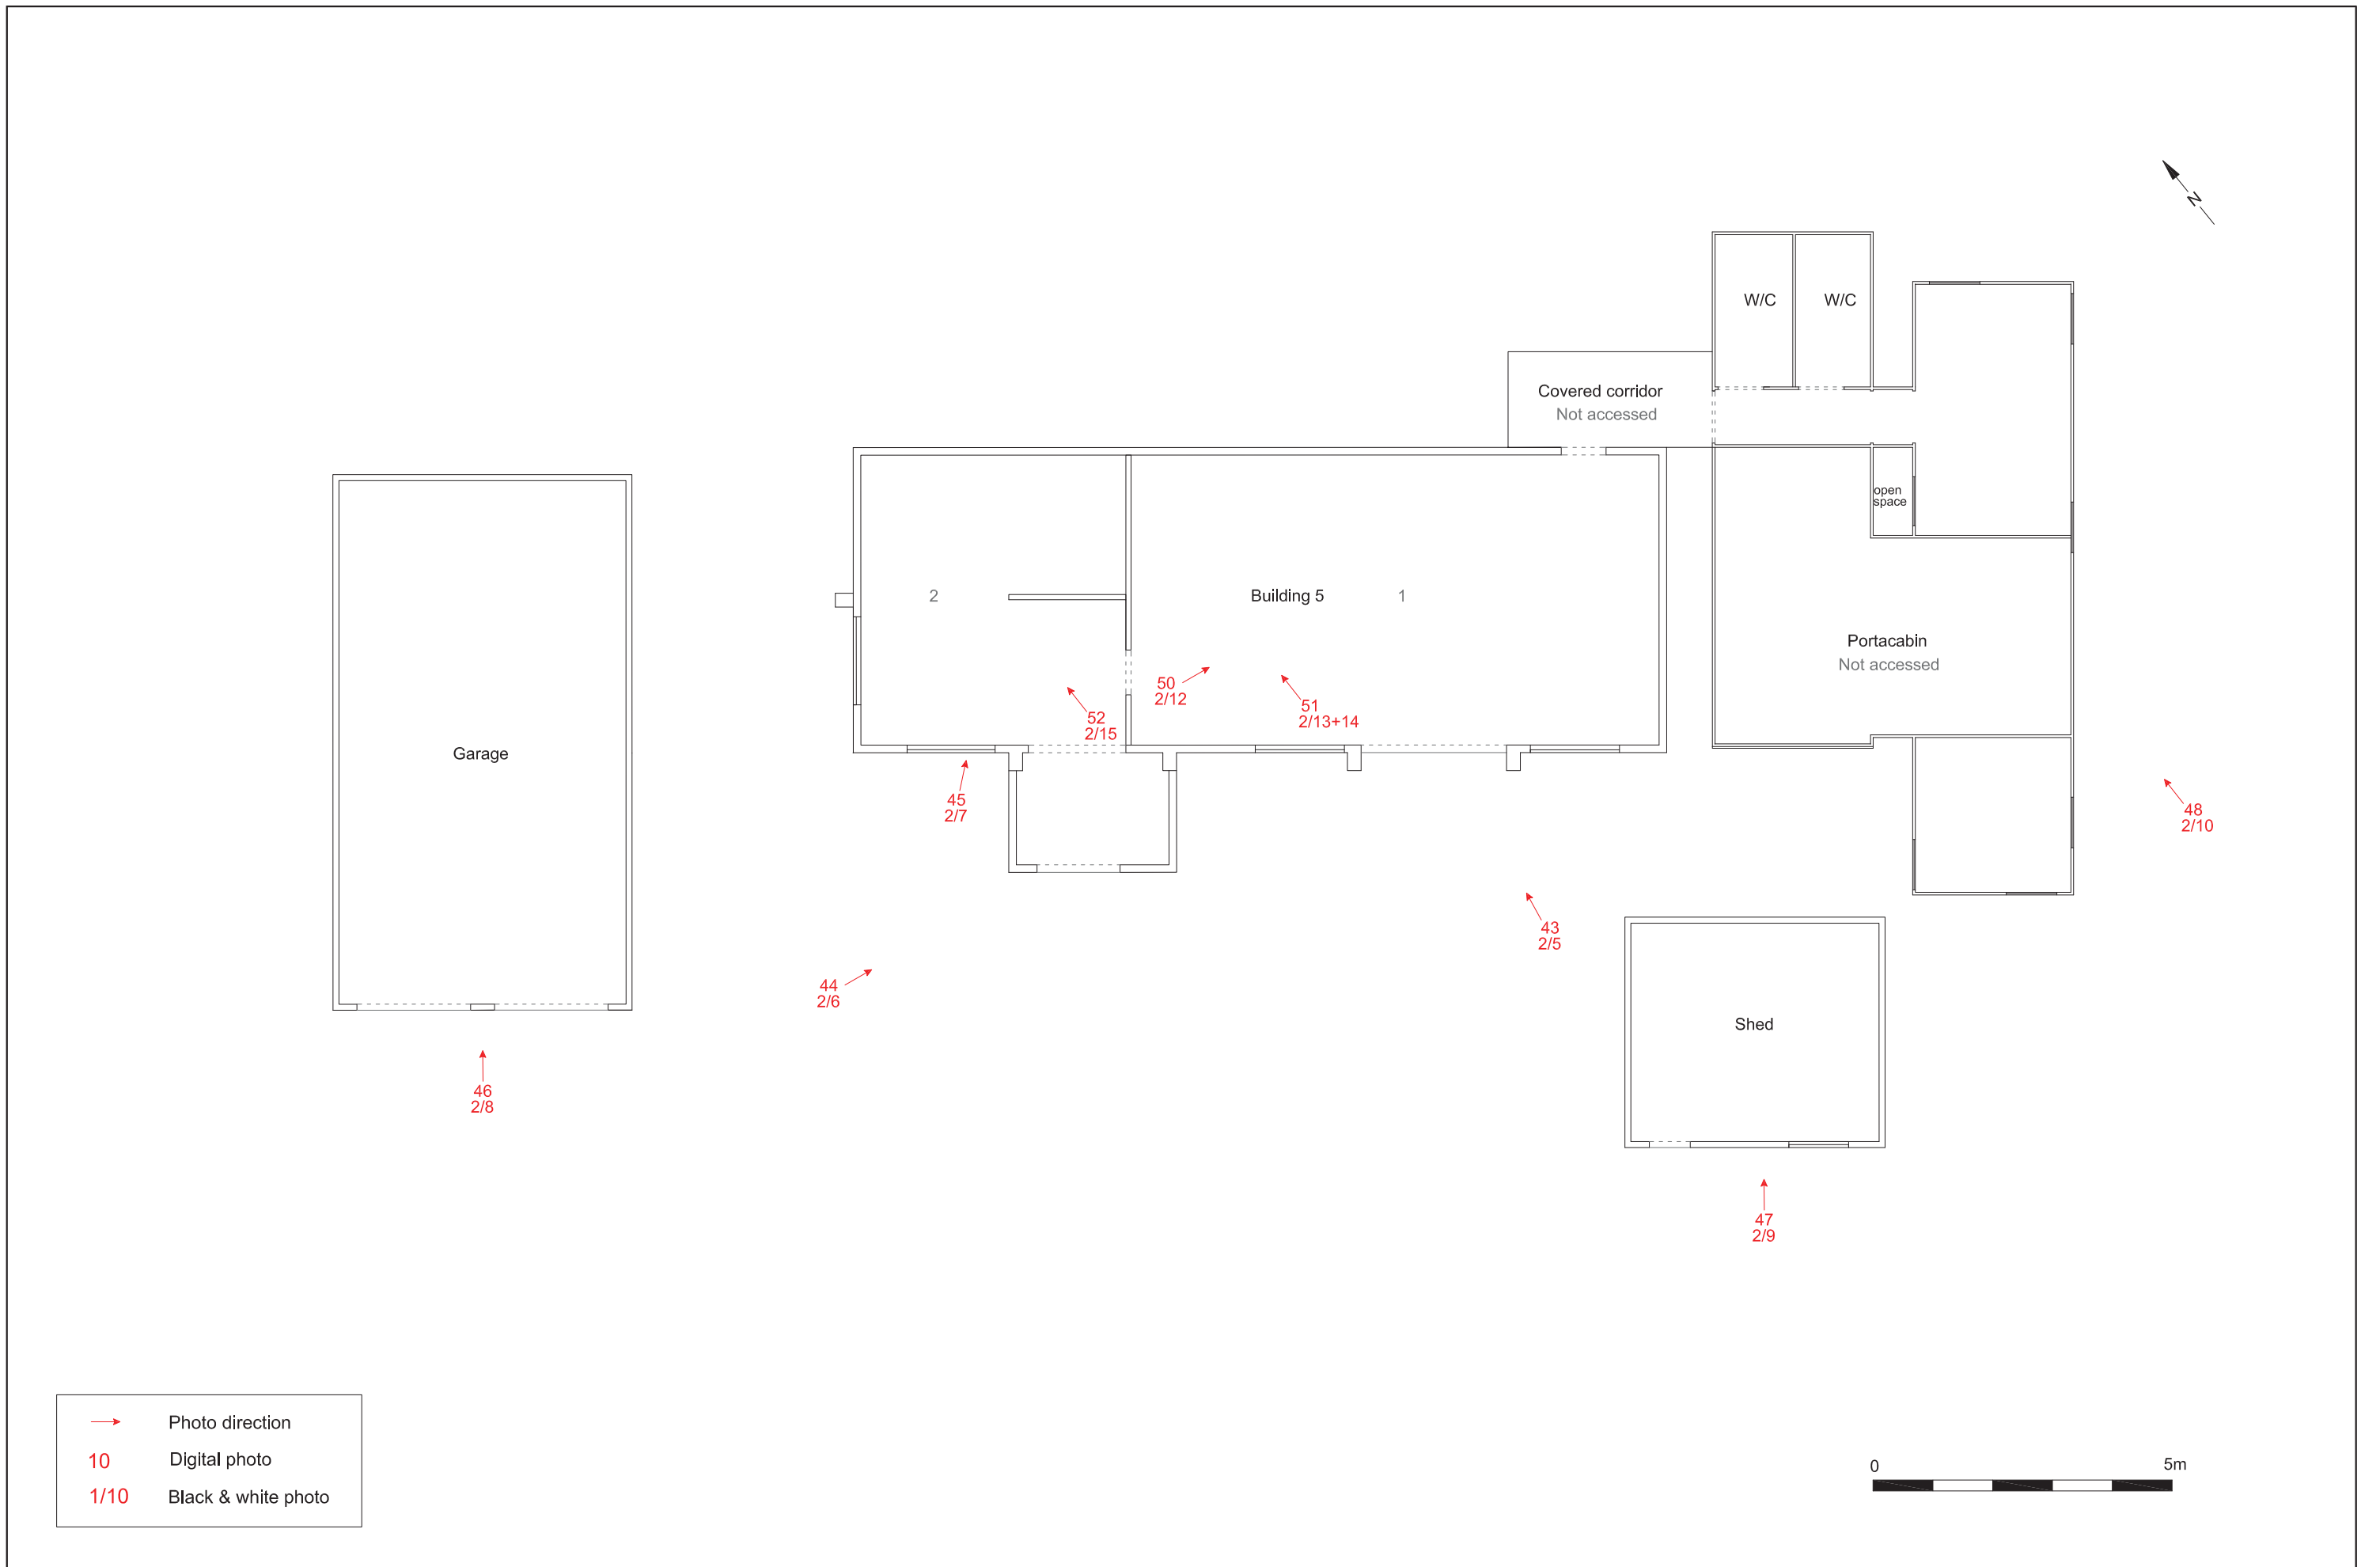 N
W/C
W/C
Covered corridor
Not accessed
open
space
2
Building 5
1
Portacabin
Not accessed
50
2/12
51
2/13+14
52
2/15
Garage
45
2/7
48
2/10
43
2/5
44
2/6
Shed
46
2/8
47
2/9
Photo direction
10
Digital photo
1/10
Black & white photo
0
5m